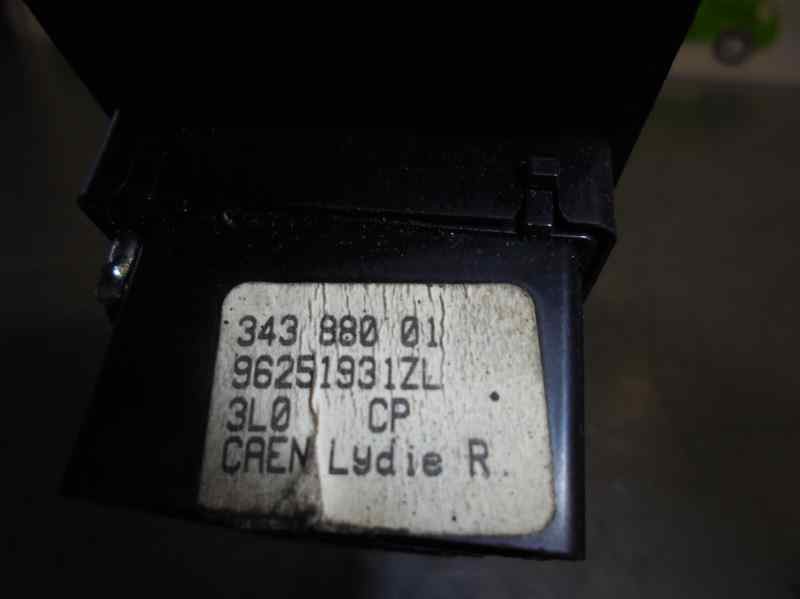 343 880 01
96251931ZL
3L0 CP
CAEN Lydie R.